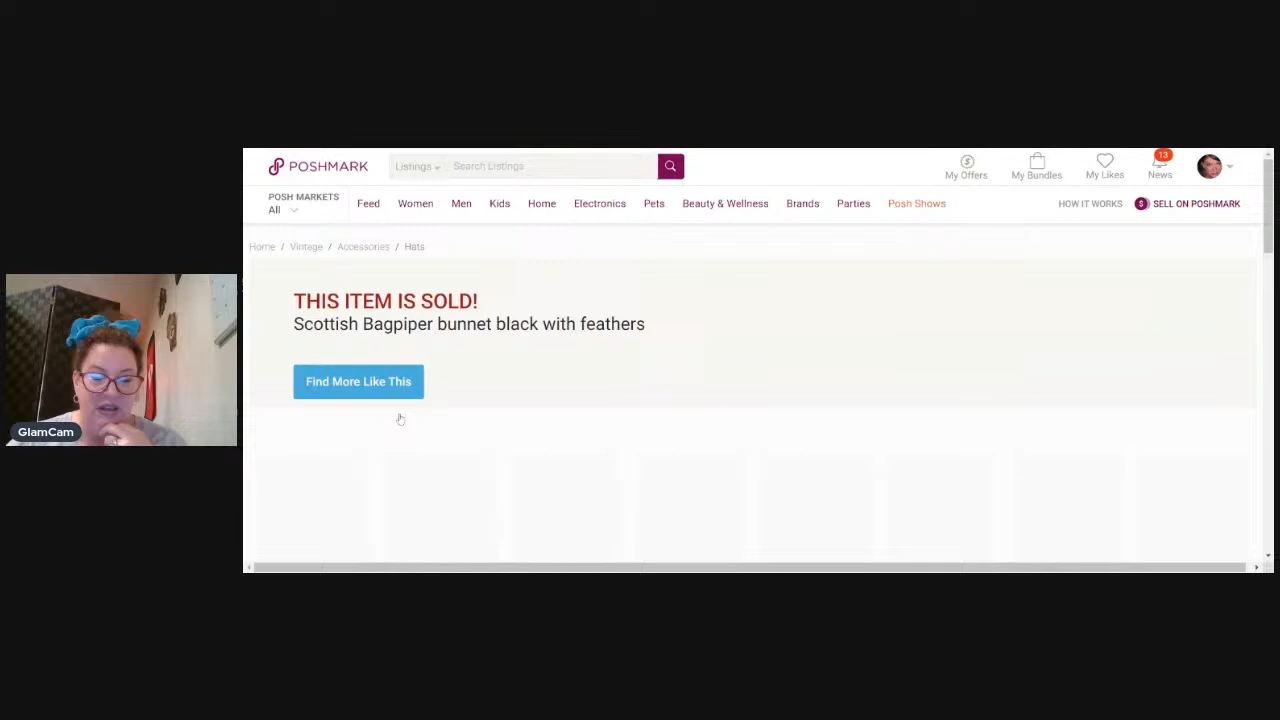 POSHMARK
Listings Search Listings
My Offers
My Bundles
My Likes
13
News
POSH MARKETS
All
Feed Women Men Kids Home Electronics Pets Beauty & Wellness Brands Parties Posh Shows
HOW IT WORKS $ SELL ON POSHMARK
Home / Vintage / Accessories / Hats
THIS ITEM IS SOLD!
Scottish Bagpiper bunnet black with feathers
Find More Like This
GlamCam